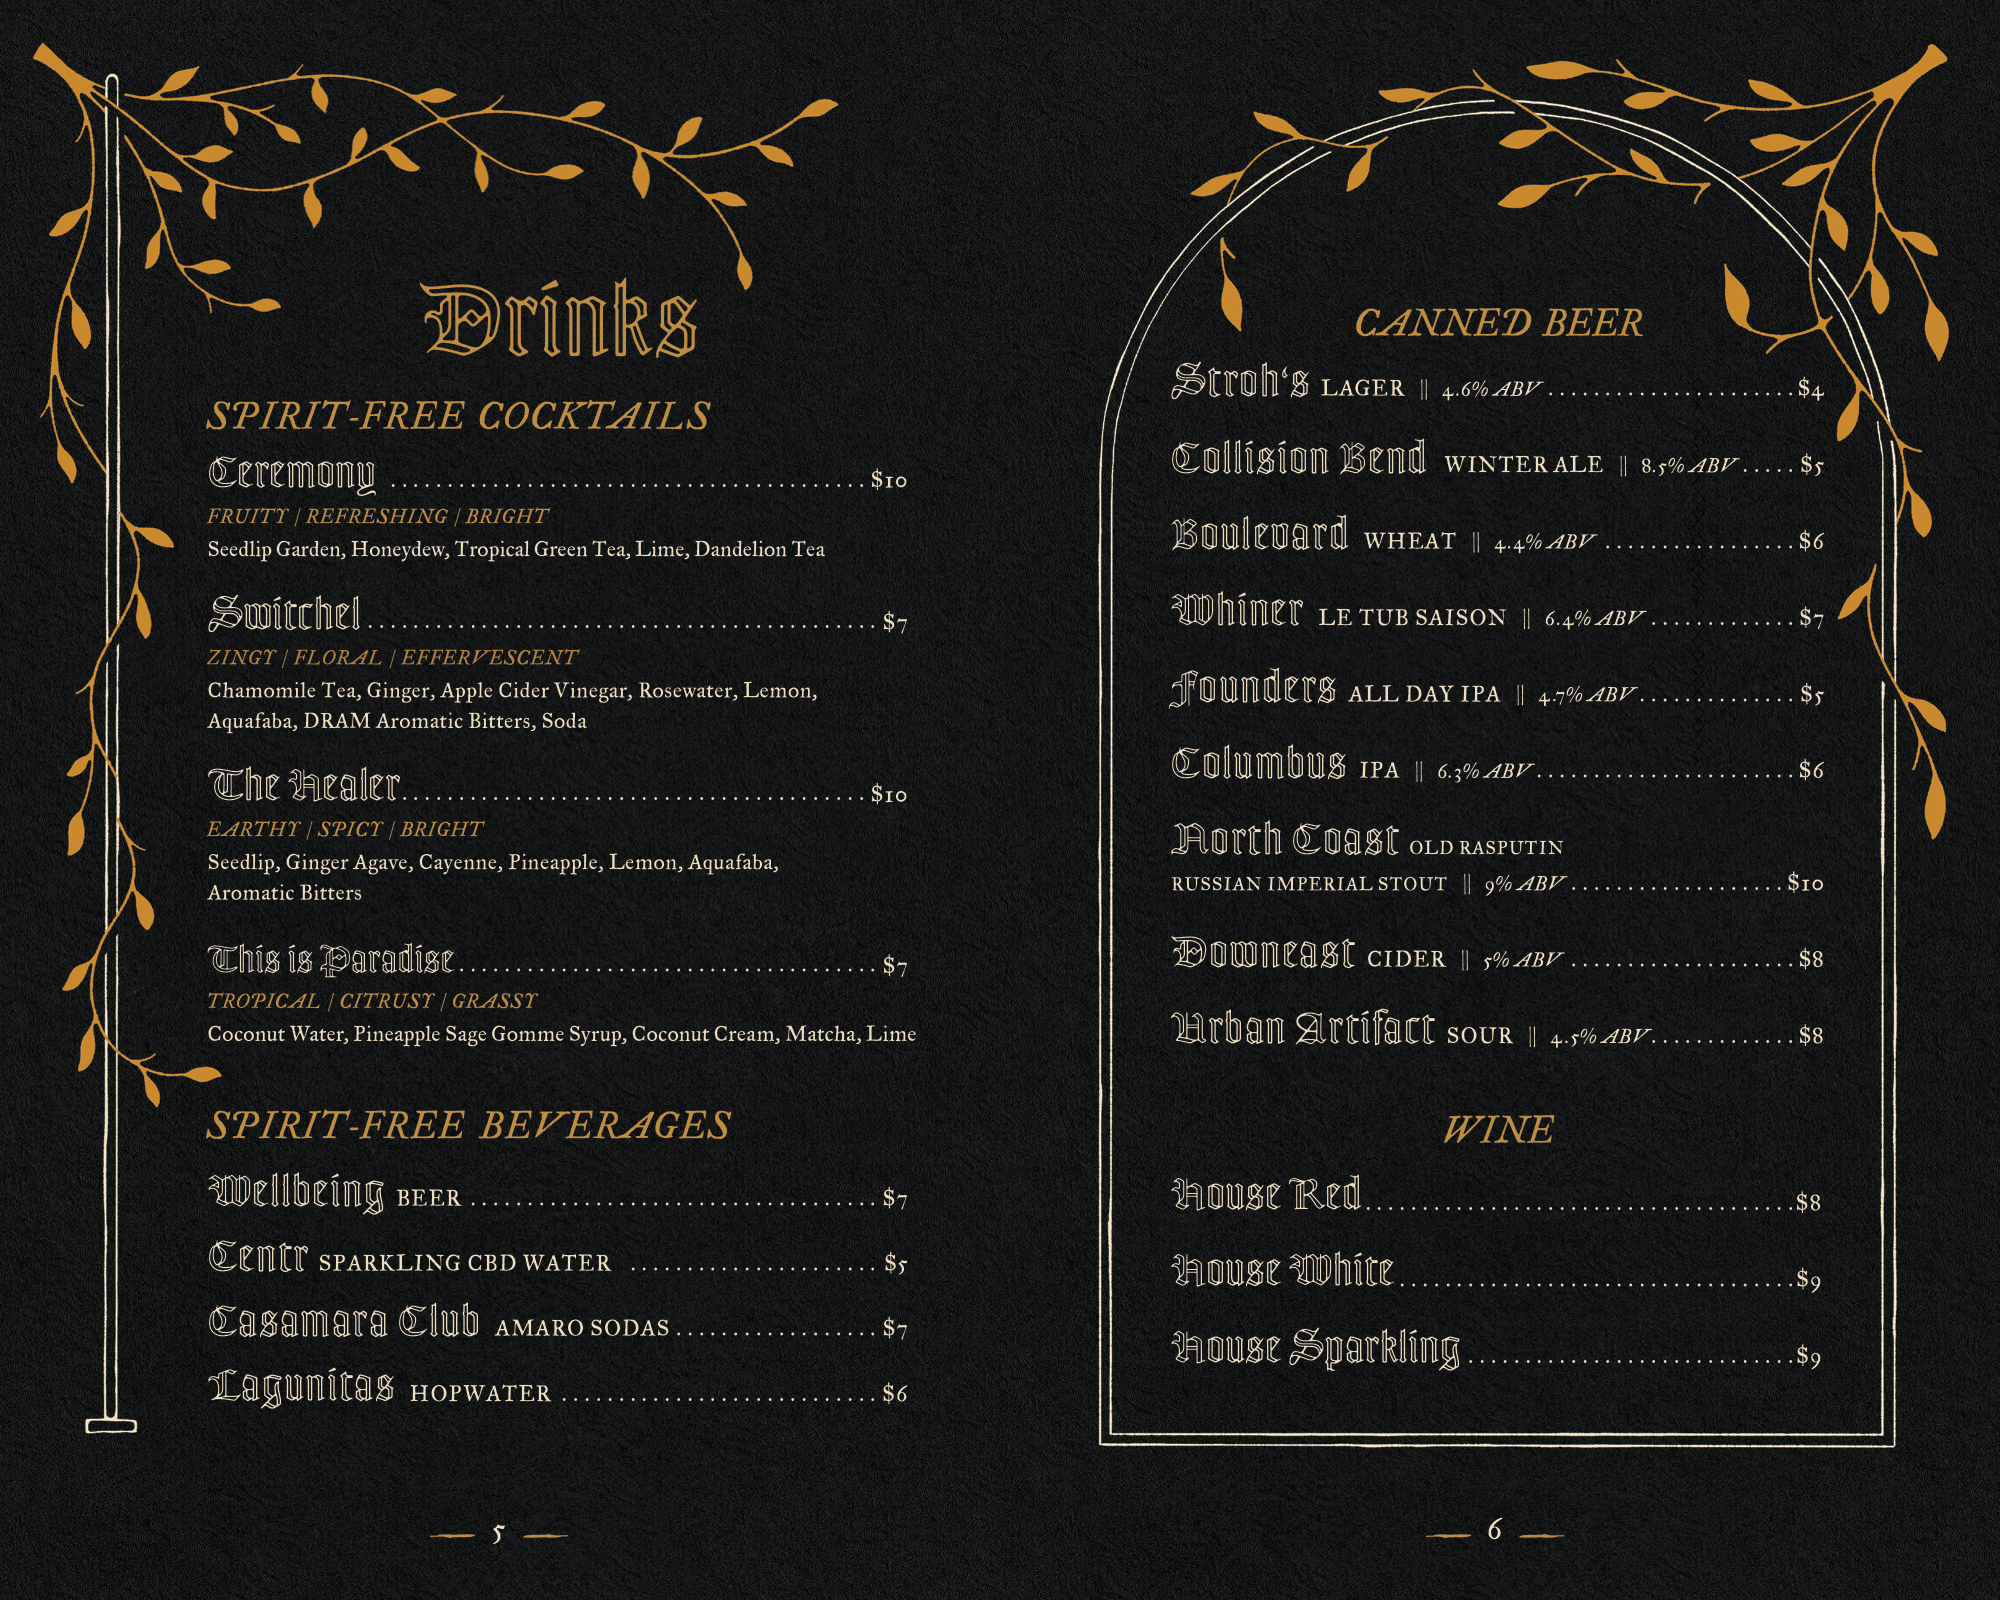 Drinks
SPIRIT-FREE COCKTAILS
Ceremony ........................................... $10
FRUITY | REFRESHING | BRIGHT
Seedlip Garden, Honeydew, Tropical Green Tea, Lime, Dandelion Tea
Switchel ............................................. $7
ZINGY | FLORAL | EFFERVESCENT
Chamomile Tea, Ginger, Apple Cider Vinegar, Rosewater, Lemon,
Aquafaba, DRAM Aromatic Bitters, Soda
The Healer .......................................... $10
EARTHY | SPICY | BRIGHT
Seedlip, Ginger Agave, Cayenne, Pineapple, Lemon, Aquafaba,
Aromatic Bitters
This is Paradise ..................................... $7
TROPICAL | CITRUSY | GRASSY
Coconut Water, Pineapple Sage Gomme Syrup, Coconut Cream, Matcha, Lime
SPIRIT-FREE BEVERAGES
Wellbeing BEER .................................... $7
Centr SPARKLING CBD WATER ...................... $5
Casamara Club AMARO SODAS .................. $7
Lagunitas HOPWATER ............................ $6
5
CANNED BEER
Stroh‘s LAGER || 4.6% ABV ...................... $4
Collision Bend WINTER ALE || 8.5% ABV ..... $5
Boulevard WHEAT || 4.4% ABV ................. $6
Whiner LE TUB SAISON || 6.4% ABV ............. $7
Founders ALL DAY IPA || 4.7% ABV .............. $5
Columbus IPA || 6.3% ABV ....................... $6
North Coast OLD RASPUTIN
RUSSIAN IMPERIAL STOUT || 9% ABV ................... $10
Downeast CIDER || 5% ABV .................... $8
Urban Artifact SOUR || 4.5% ABV ............. $8
WINE
House Red ...................................... $8
House White ................................... $9
House Sparkling ............................. $9
6